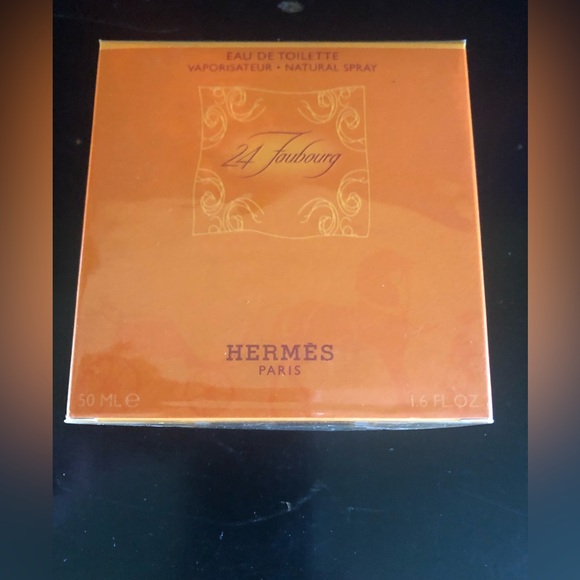 EAU DE TOILETTE
VAPORISATEUR • NATURAL SPRAY
24 Faubourg
HERMÈS
PARIS
50 ML e 1.6 FL.OZ.